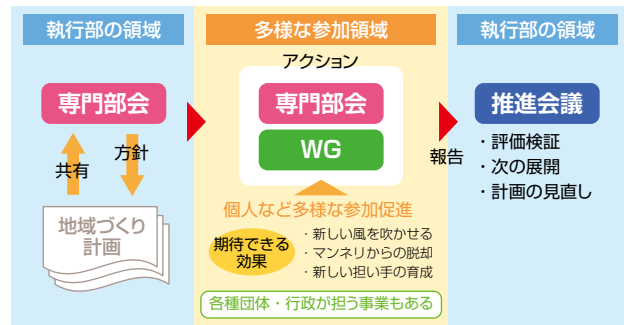 執行部の領域
専門部会
共有
方針
地域づくり
計画
多様な参加領域
アクション
専門部会
WG
個人など多様な参加促進
期待できる
効果
・新しい風を吹かせる
・マンネリからの脱却
・新しい担い手の育成
各種団体・行政が担う事業もある
報告
執行部の領域
推進会議
・評価検証
・次の展開
・計画の見直し